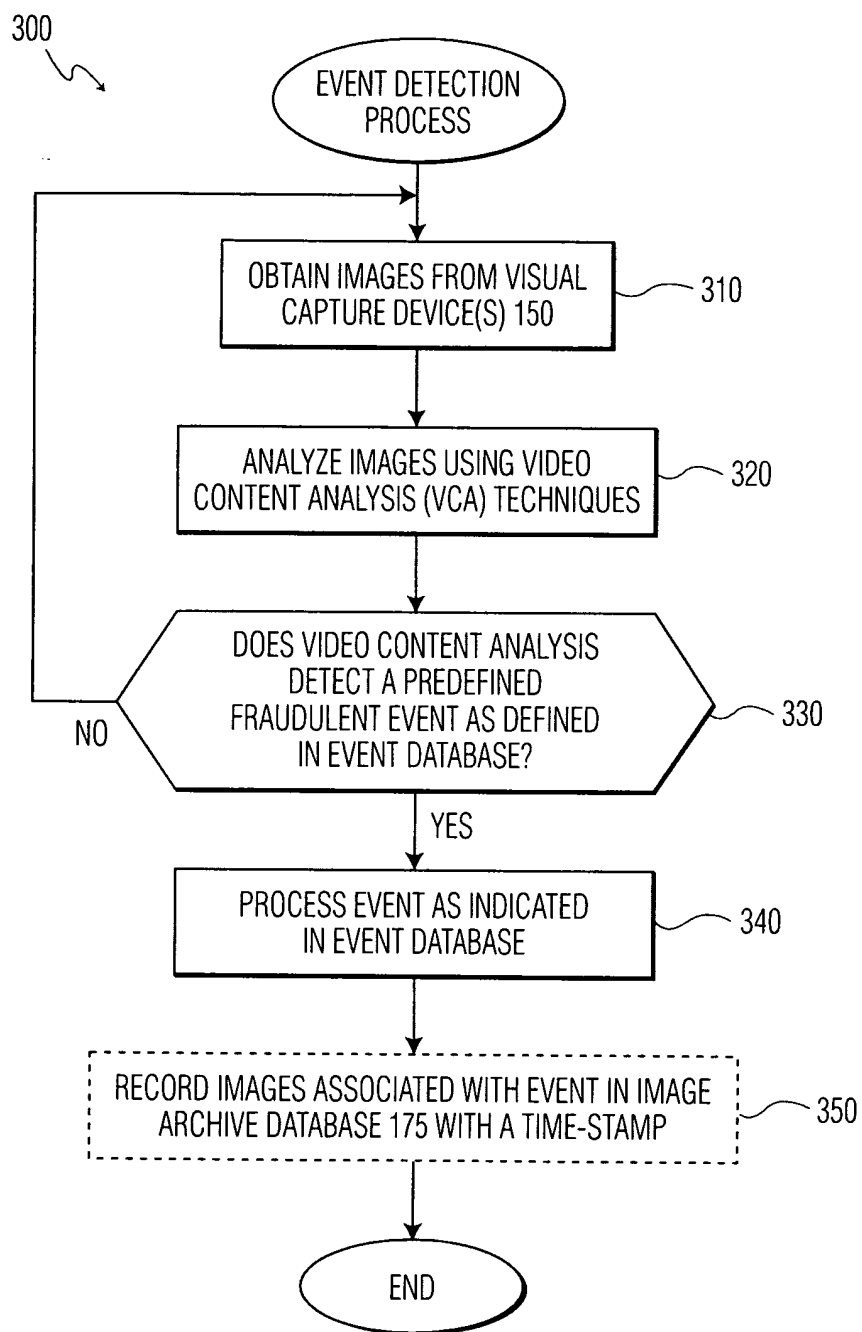 300
EVENT DETECTION
PROCESS
OBTAIN IMAGES FROM VISUAL
CAPTURE DEVICE(S) 150
310
ANALYZE IMAGES USING VIDEO
CONTENT ANALYSIS (VCA) TECHNIQUES
320
DOES VIDEO CONTENT ANALYSIS
DETECT A PREDEFINED
FRAUDULENT EVENT AS DEFINED
IN EVENT DATABASE?
330
NO
YES
PROCESS EVENT AS INDICATED
IN EVENT DATABASE
340
RECORD IMAGES ASSOCIATED WITH EVENT IN IMAGE
ARCHIVE DATABASE 175 WITH A TIME-STAMP
350
END